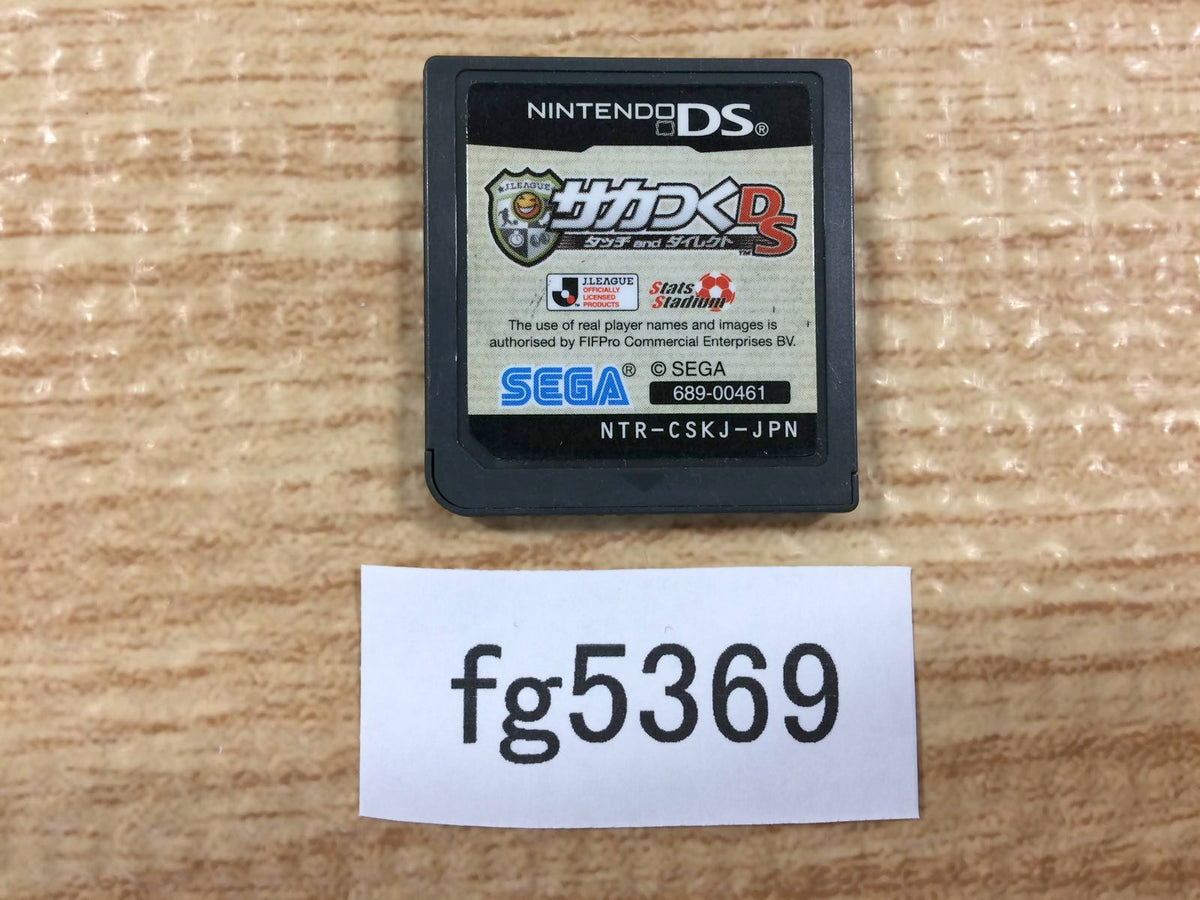 NINTENDO DS®
★J.LEAGUE
サカつくDS
タッチ and ダイレクト
TM
J.LEAGUE
OFFICIALLY
LICENSED
PRODUCTS
TM
Stats
Stadium
The use of real player names and images is
authorised by FIFPro Commercial Enterprises BV.
SEGA® © SEGA
689-00461
NTR-CSKJ-JPN
fg5369